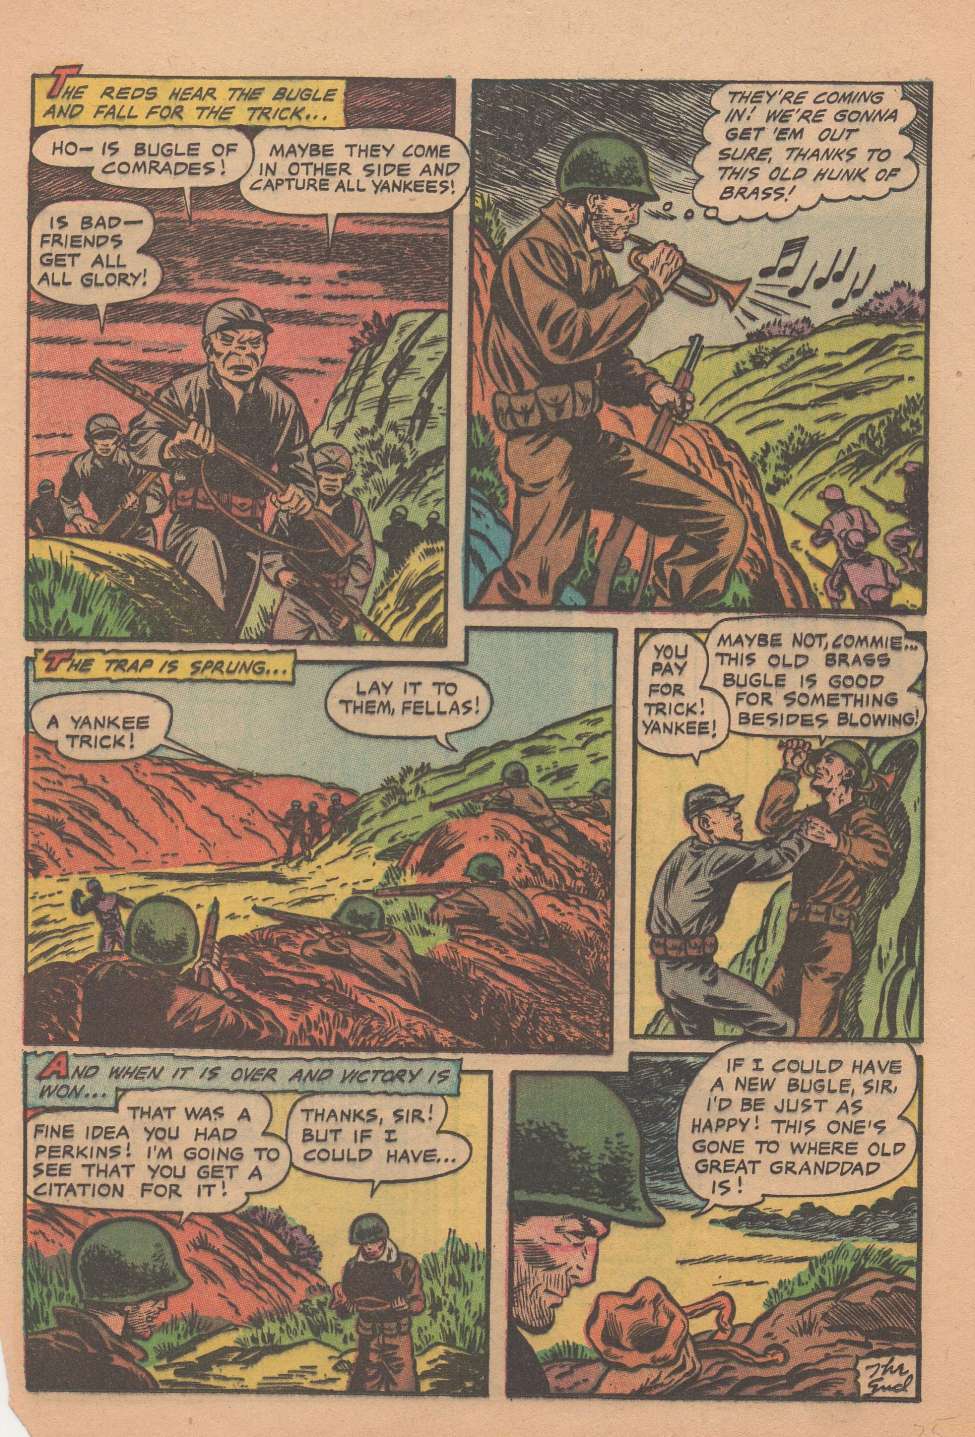 THE REDS HEAR THE BUGLE
AND FALL FOR THE TRICK...
HO- IS BUGLE OF
COMRADES!
MAYBE THEY COME
IN OTHER SIDE AND
CAPTURE ALL YANKEES!
IS BAD-
FRIENDS
GET ALL
ALL GLORY!
THEY'RE COMING
IN! WE'RE GONNA
GET 'EM OUT
SURE, THANKS TO
THIS OLD HUNK OF
BRASS!
THE TRAP IS SPRUNG...
A YANKEE
TRICK!
LAY IT TO
THEM, FELLAS!
YOU
PAY
FOR
TRICK!
YANKEE!
MAYBE NOT, COMMIE...
THIS OLD BRASS
BUGLE IS GOOD
FOR SOMETHING
BESIDES BLOWING!
AND WHEN IT IS OVER AND VICTORY IS
WON...
THAT WAS A
FINE IDEA YOU HAD
PERKINS! I'M GOING TO
SEE THAT YOU GET A
CITATION FOR IT!
THANKS, SIR!
BUT IF I
COULD HAVE...
IF I COULD HAVE
A NEW BUGLE, SIR,
I'D BE JUST AS
HAPPY! THIS ONE'S
GONE TO WHERE OLD
GREAT GRANDDAD
IS!
The
End